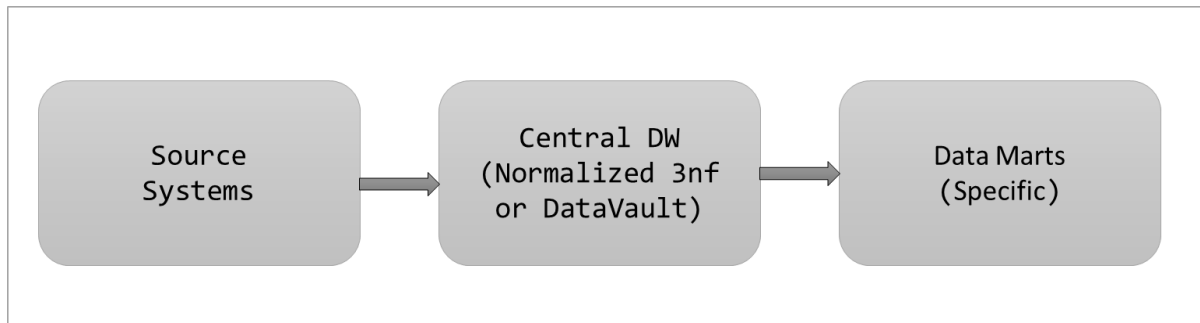 Source
Systems
Central DW
(Normalized 3nf
or DataVault)
Data Marts
(Specific)